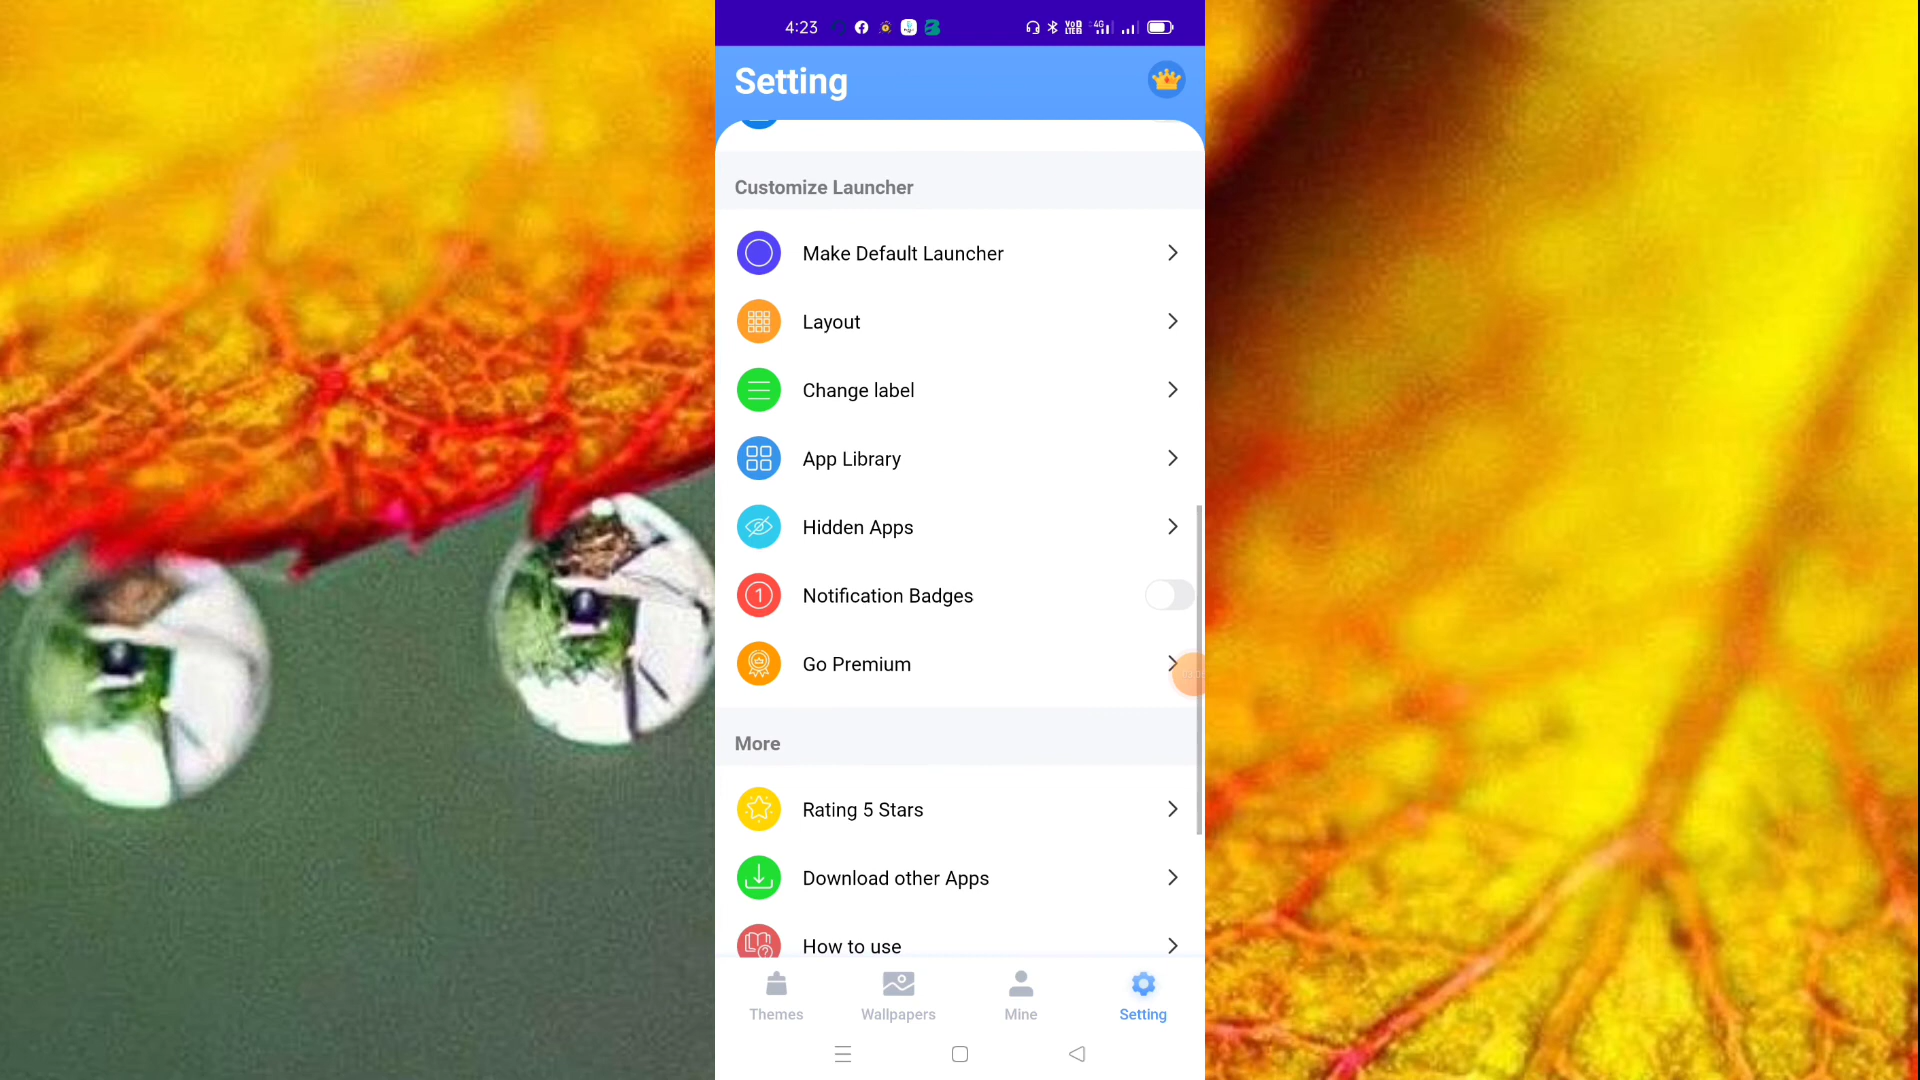 4:23
Setting
Customize Launcher
Make Default Launcher
Layout
Change label
App Library
Hidden Apps
1
Notification Badges
Go Premium
More
Rating 5 Stars
Download other Apps
How to use
Themes
Wallpapers
Mine
Setting